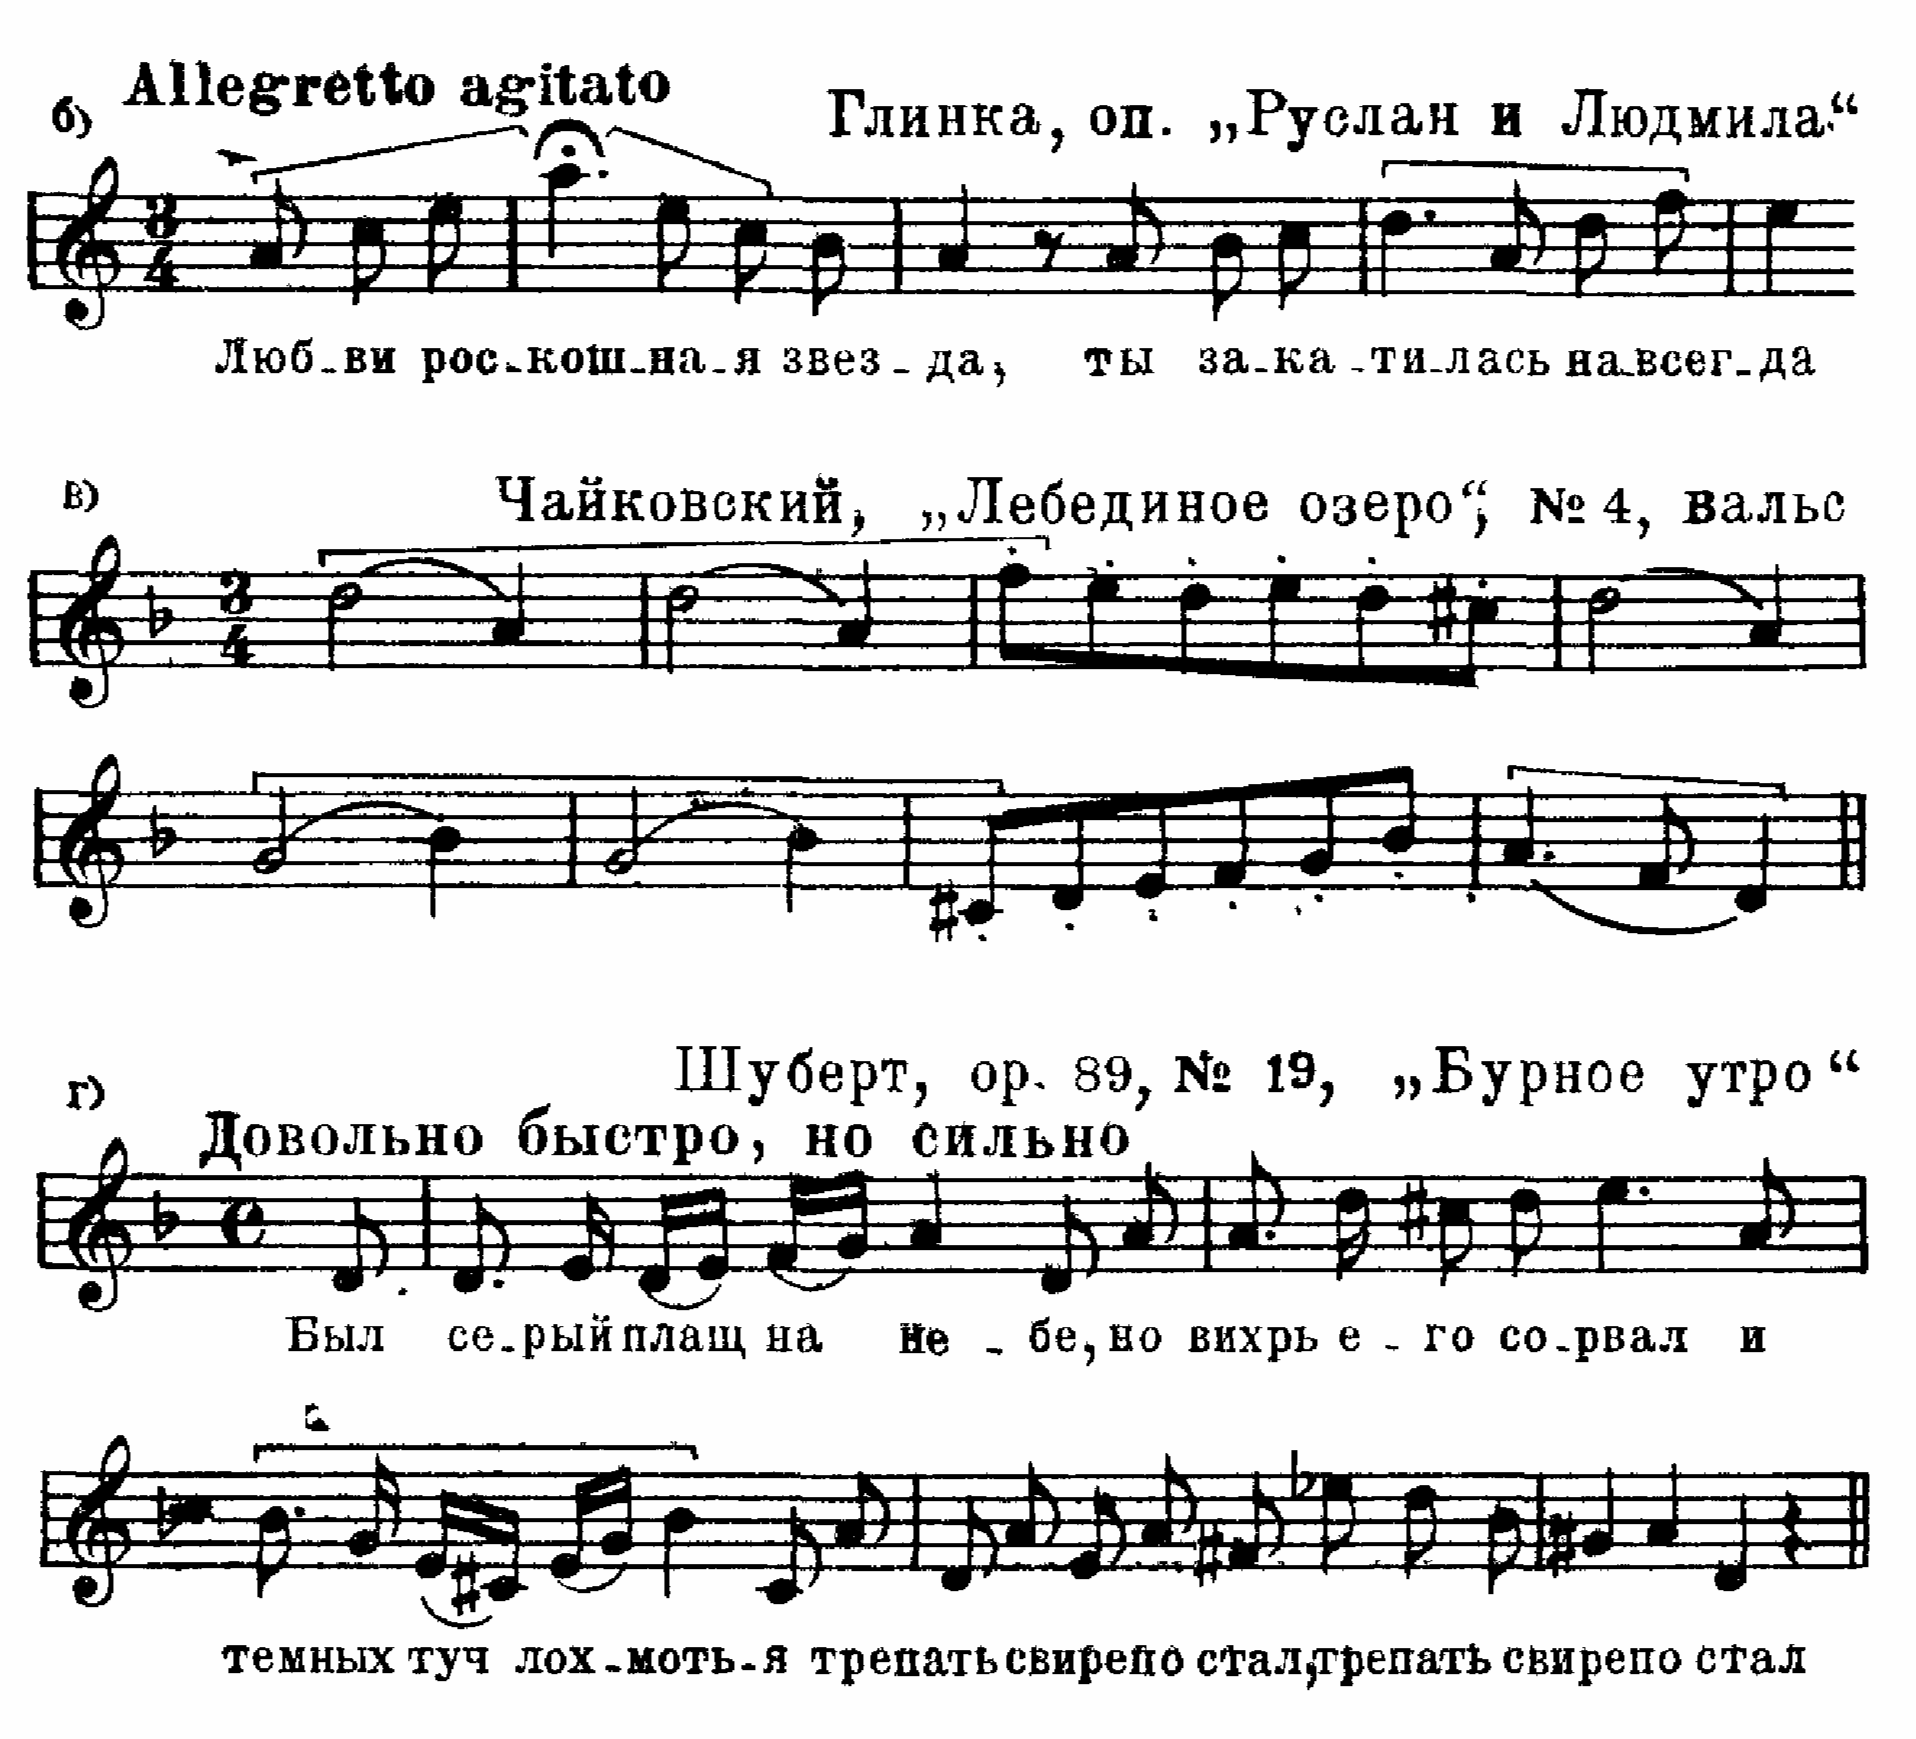 б) Allegretto agitato
Глинка, оп. „Руслан и Людмила“
3/4
Люб-ви рос-кош-на-я звез-да, ты за-ка-ти-лась на-всег-да
в) Чайковский, „Лебединое озеро“, № 4, вальс
3/4
г) Шуберт, op. 89, № 19, „Бурное утро“
Довольно быстро, но сильно
Был се-рый плащ на не-бе, но вихрь е-го со-рвал и
темных туч лох-моть-я трепать свирепо стал, трепать свирепо стал